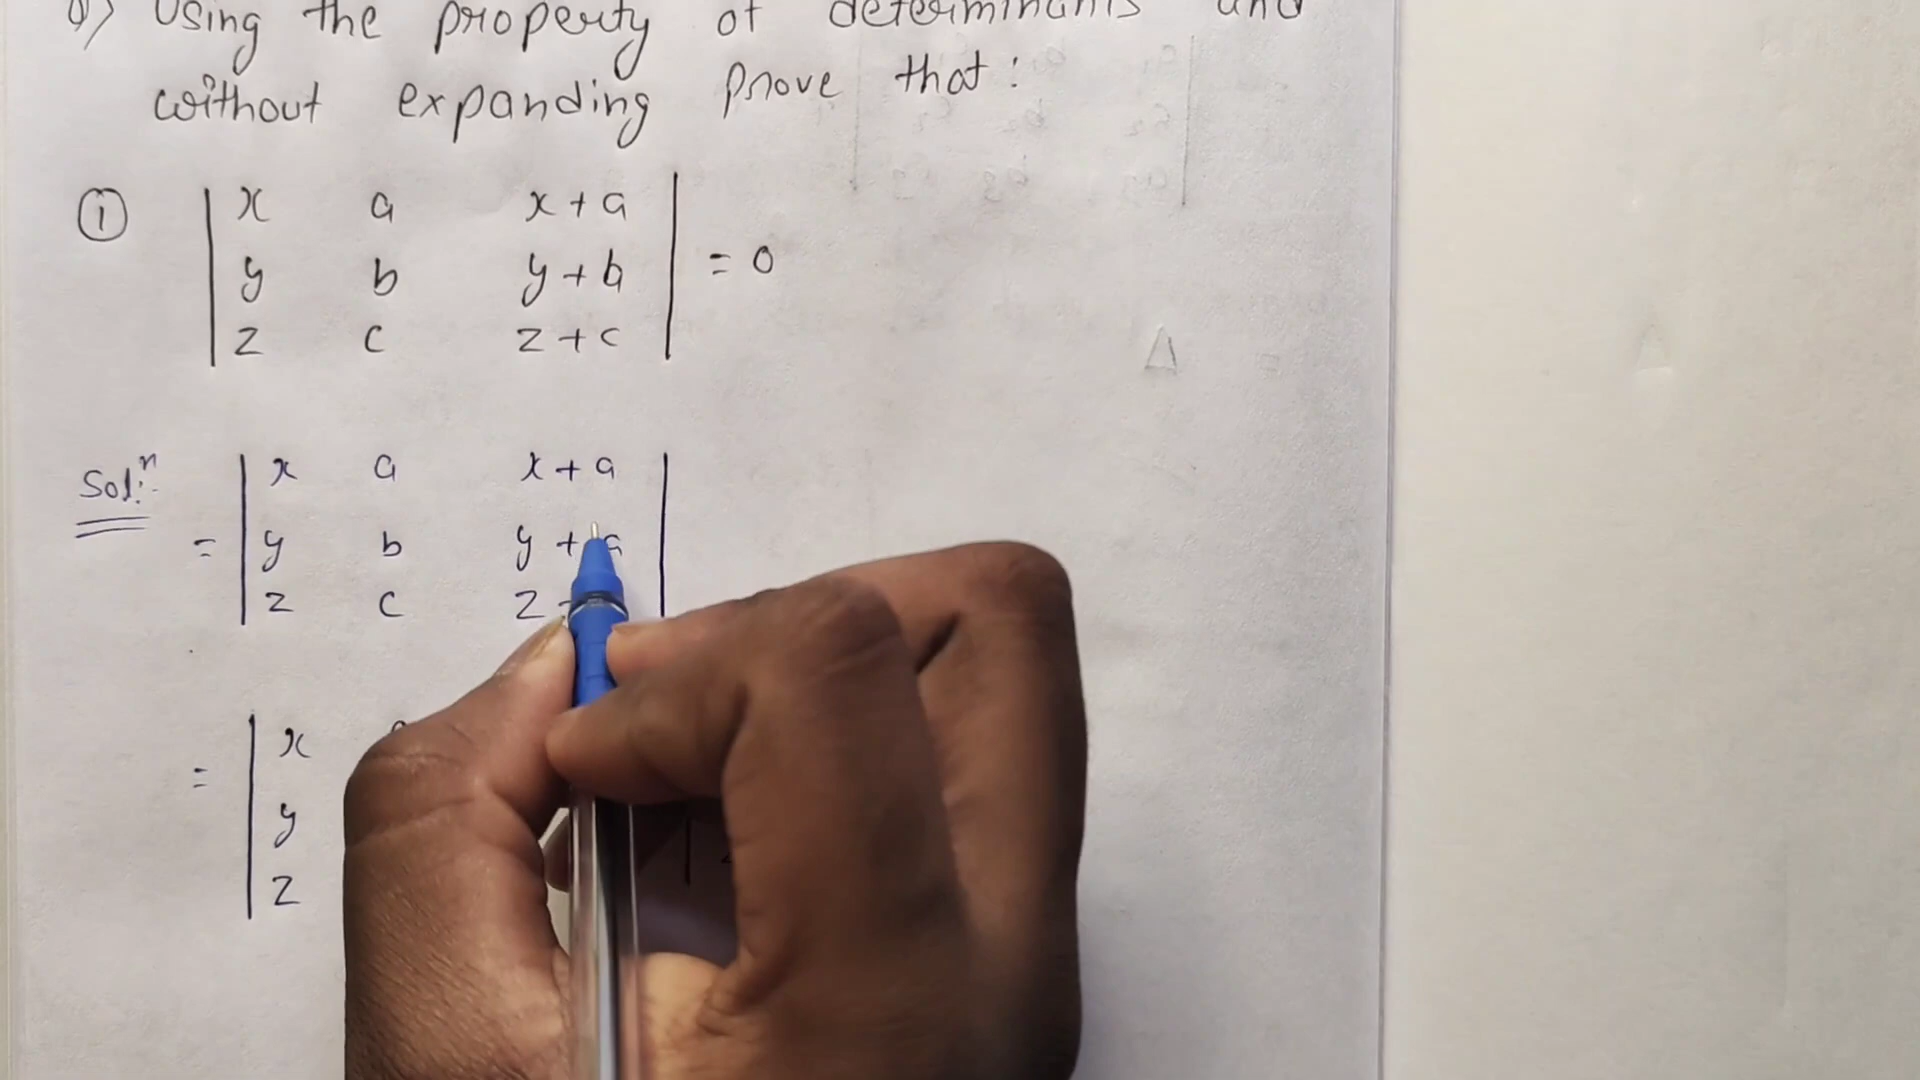 Q) Using the property of determinants and
without expanding prove that:
① | x a x + a |
| y b y + b | = 0
| z c z + c |
Sol.ⁿ | x a x + a |
= | y b y + a |
| z c z
= | x
| y
| z
Δ